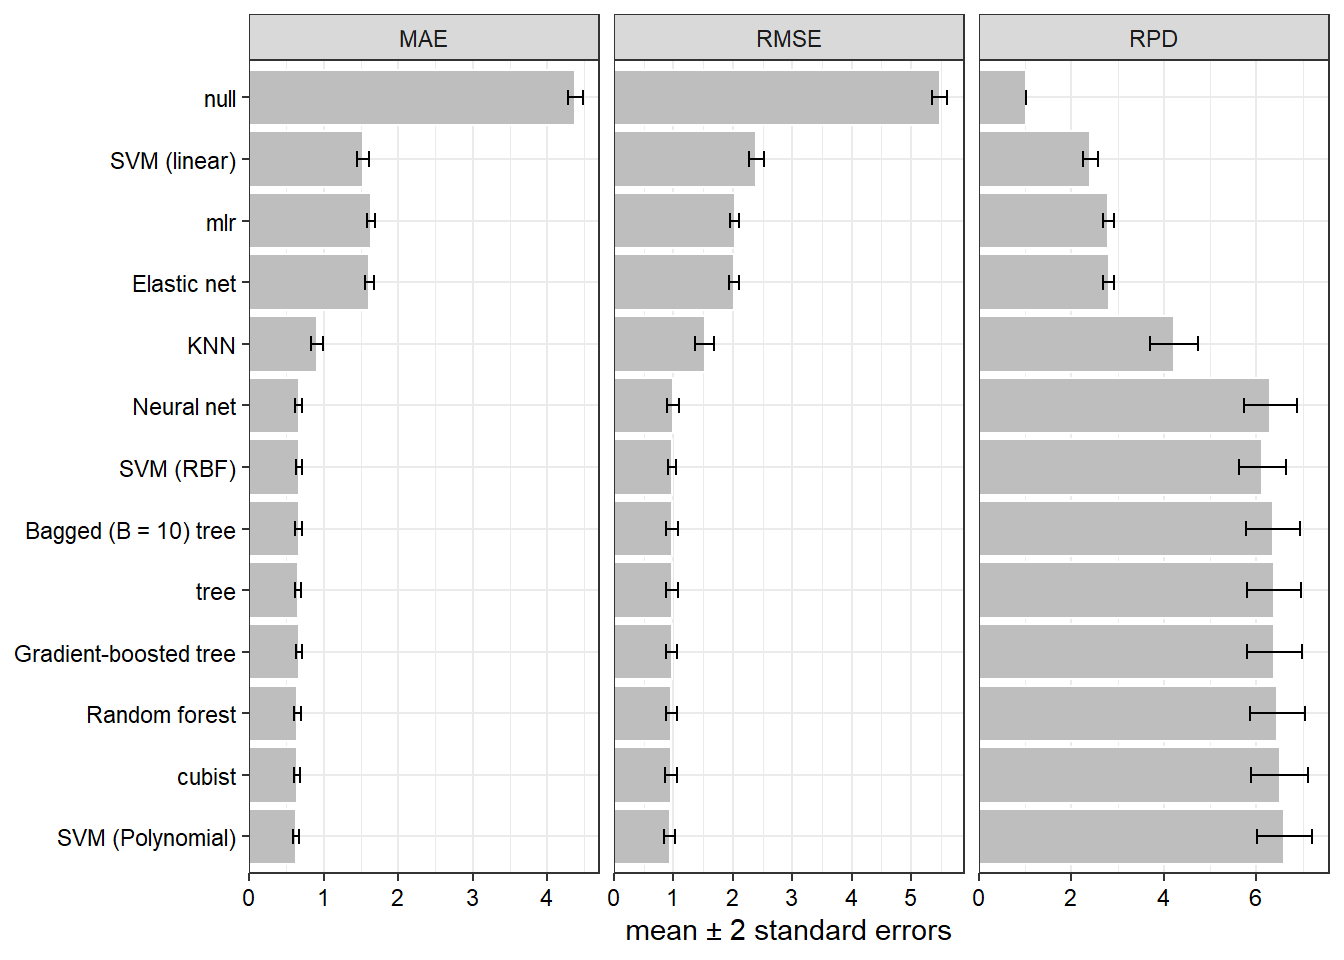 MAE RMSE RPD
null
SVM (linear)
mlr
Elastic net
KNN
Neural net
SVM (RBF)
Bagged (B = 10) tree
tree
Gradient-boosted tree
Random forest
cubist
SVM (Polynomial)
0 1 2 3 4 0 1 2 3 4 5 0 2 4 6
mean ± 2 standard errors